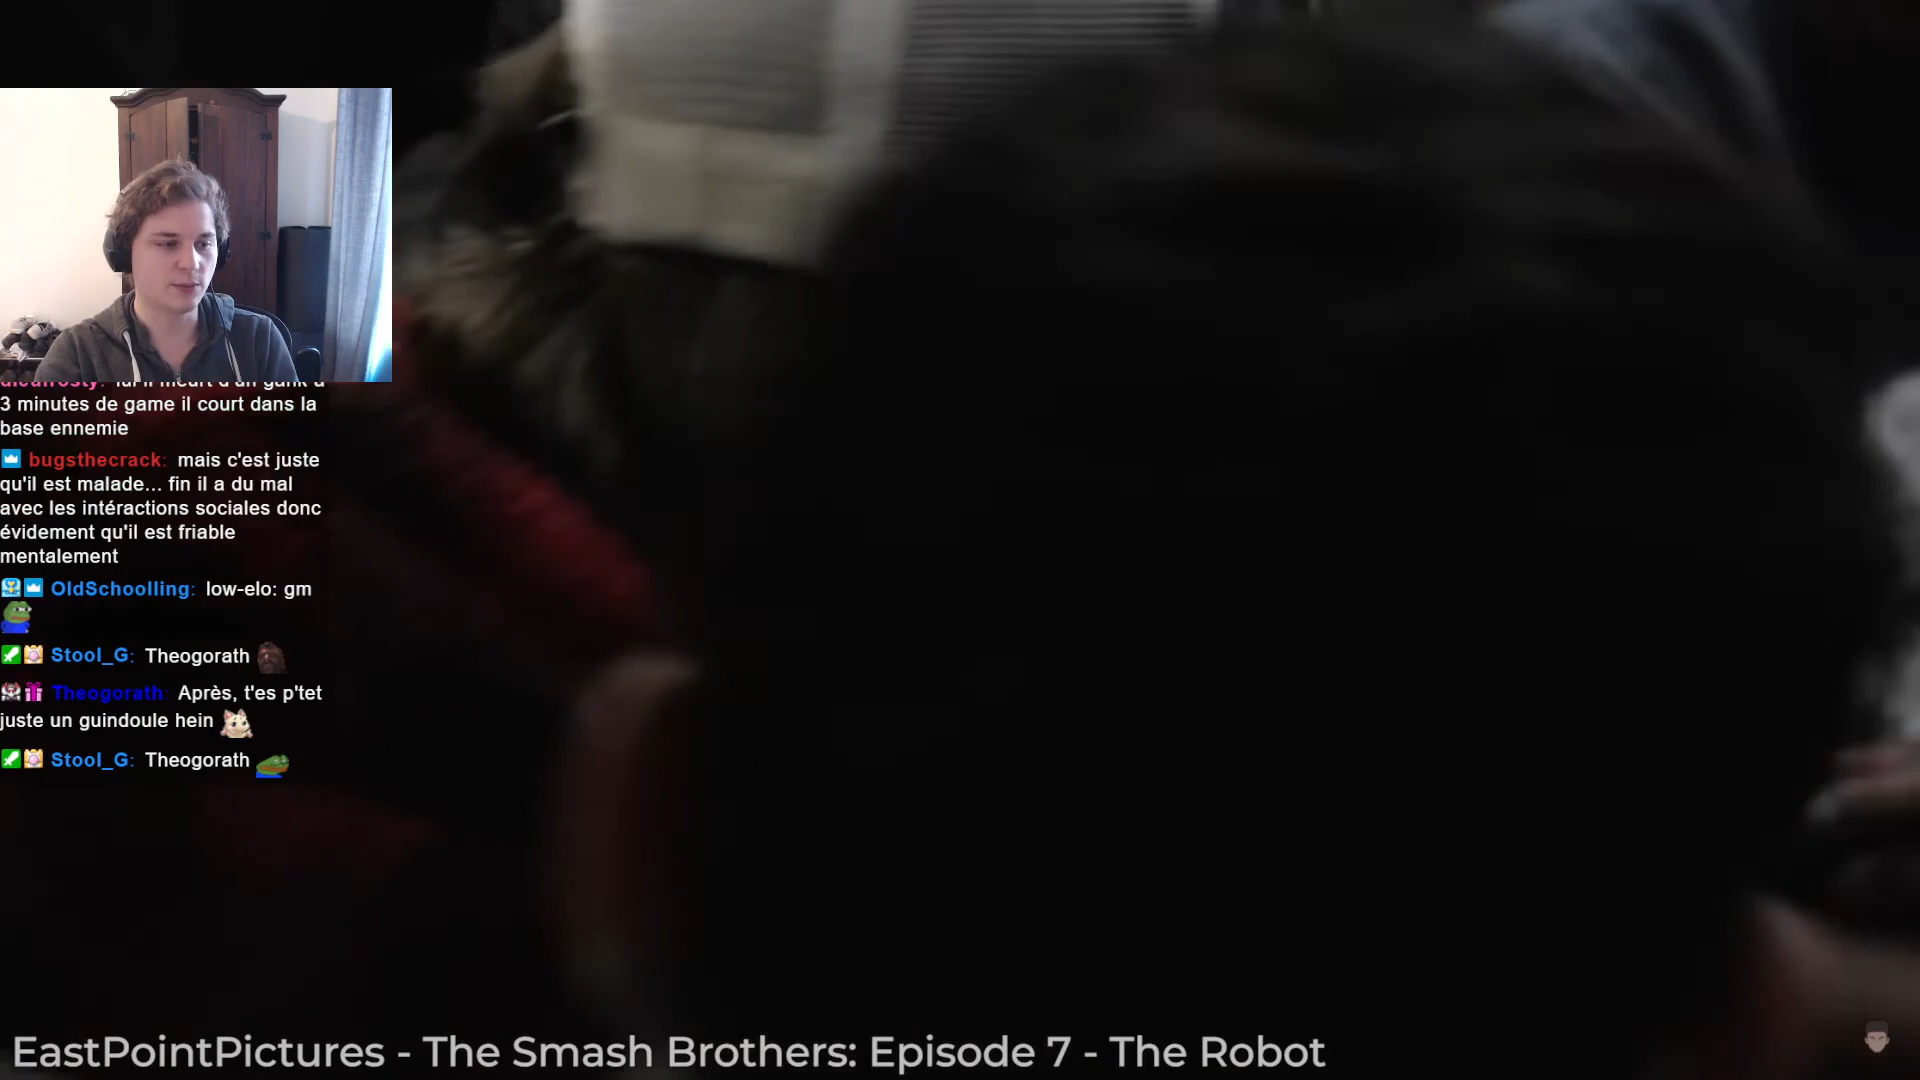 3 minutes de game il court dans la
base ennemie
bugsthecrack: mais c'est juste
qu'il est malade... fin il a du mal
avec les intéractions sociales donc
évidement qu'il est friable
mentalement
OldSchoolling: low-elo: gm
Stool_G: Theogorath
Theogorath: Après, t'es p'tet
juste un guindoule hein
Stool_G: Theogorath
EastPointPictures - The Smash Brothers: Episode 7 - The Robot